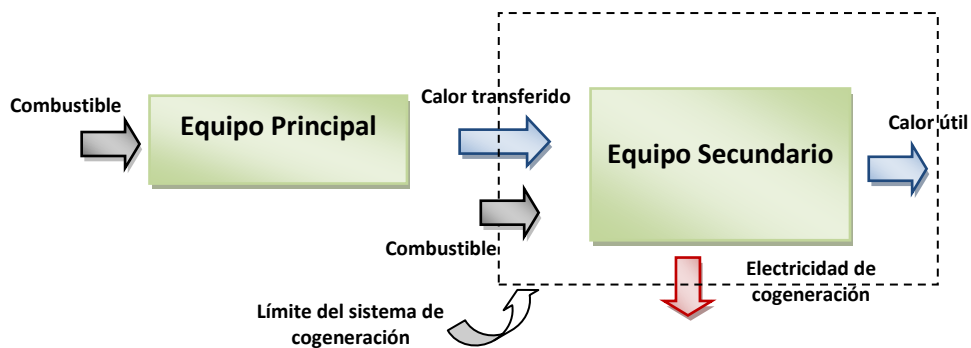 Combustible
Equipo Principal
Calor transferido
Combustible
Equipo Secundario
Calor útil
Electricidad de
cogeneración
Límite del sistema de
cogeneración